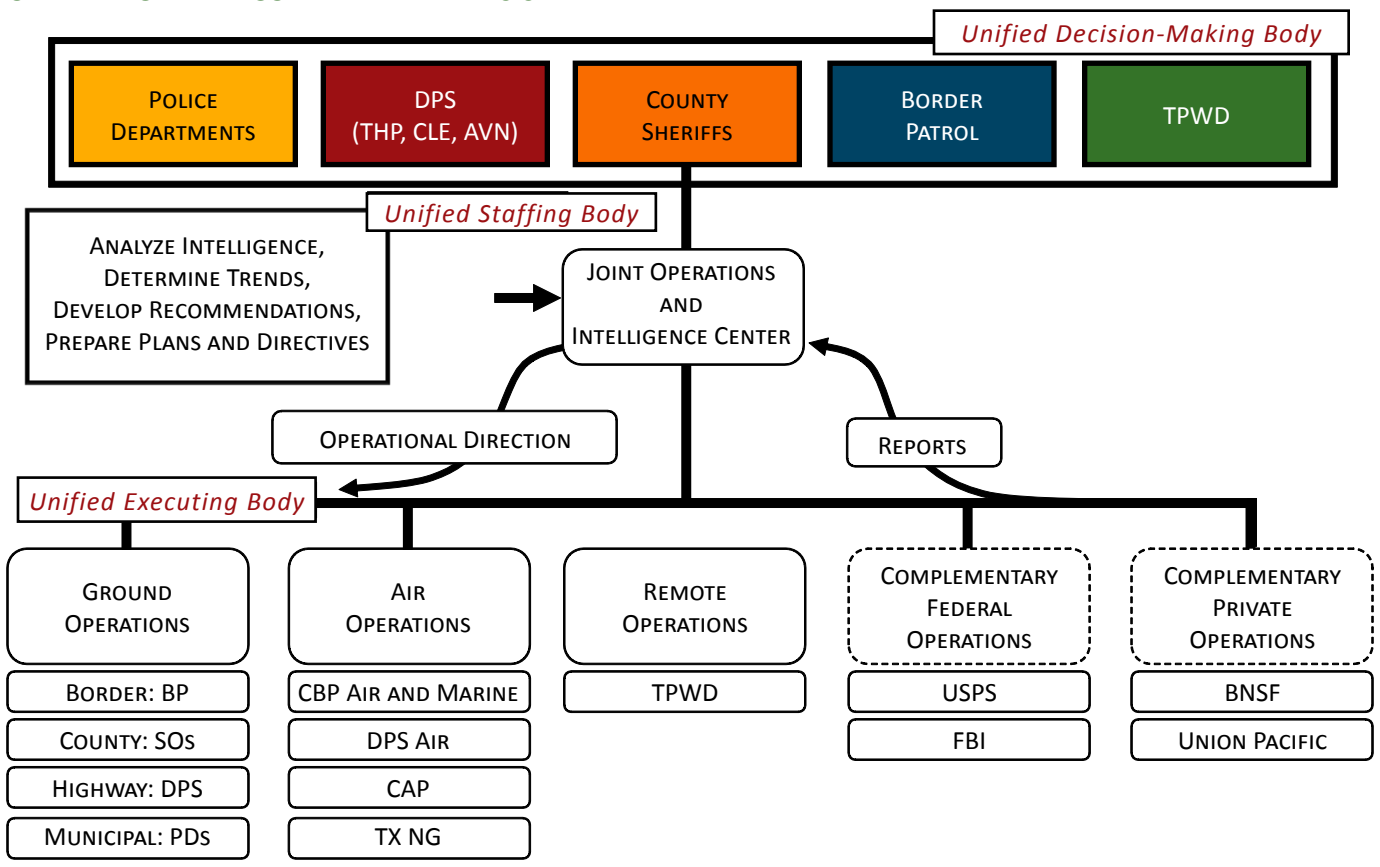 Unified Decision-Making Body
Police
Departments
DPS
(THP, CLE, AVN)
County
Sheriffs
Border
Patrol
TPWD
Unified Staffing Body
Analyze Intelligence,
Determine Trends,
Develop Recommendations,
Prepare Plans and Directives
Joint Operations
and
Intelligence Center
Operational Direction
Reports
Unified Executing Body
Ground
Operations
Air
Operations
Remote
Operations
Complementary
Federal
Operations
Complementary
Private
Operations
Border: BP
CBP Air and Marine
TPWD
USPS
BNSF
County: SOs
DPS Air
FBI
Union Pacific
Highway: DPS
CAP
Municipal: PDs
TX NG